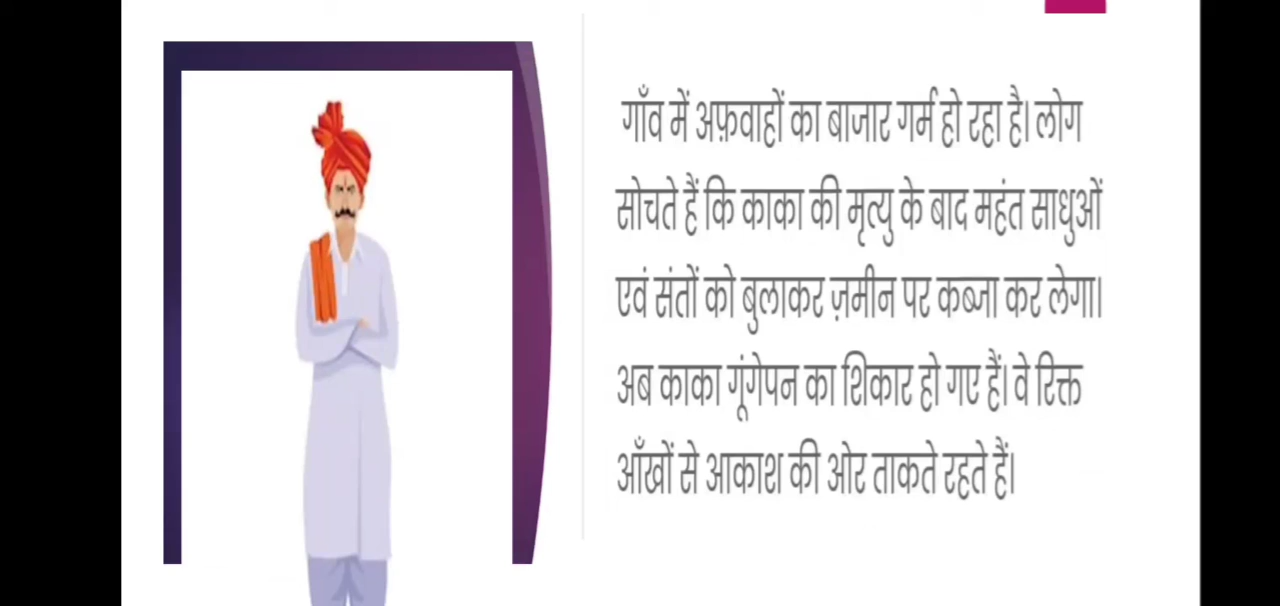 गाँव में अफ़वाहों का बाजार गर्म हो रहा है। लोग
सोचते हैं कि काका की मृत्यु के बाद महंत साधुओं
एवं संतों को बुलाकर ज़मीन पर कब्जा कर लेगा।
अब काका गूंगेपन का शिकार हो गए हैं। वे रिक्त
आँखों से आकाश की ओर ताकते रहते हैं।